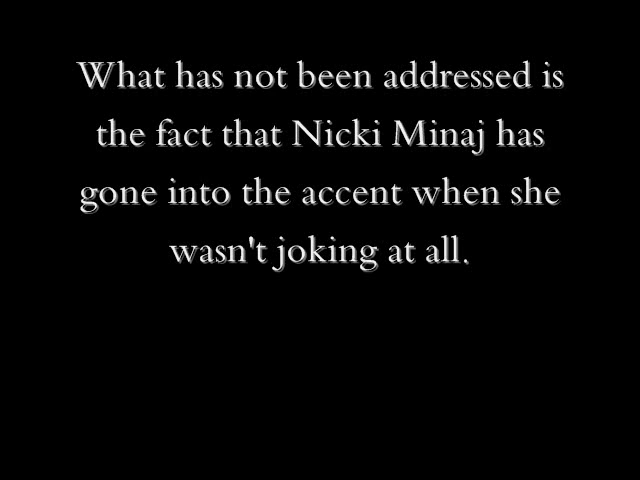 What has not been addressed is
the fact that Nicki Minaj has
gone into the accent when she
wasn't joking at all.